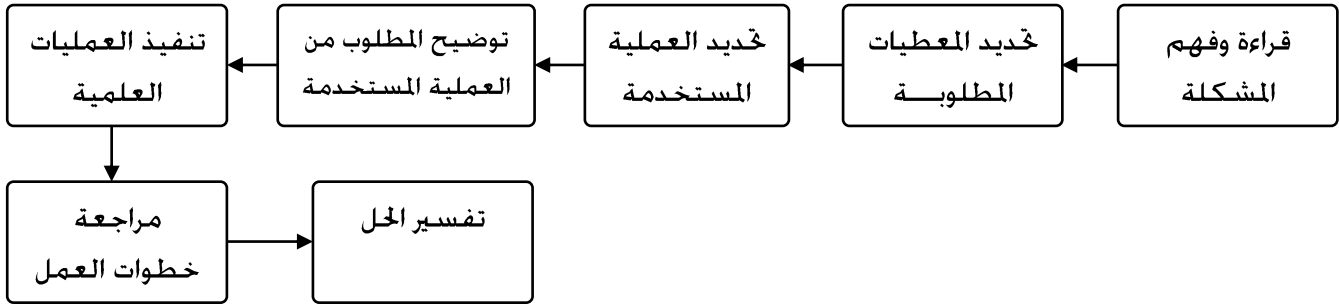 قراءة وفهم
المشكلة
تحديد المعطيات
المطلوبة
تحديد العملية
المستخدمة
توضيح المطلوب من
العملية المستخدمة
تنفيذ العمليات
العلمية
مراجعة
خطوات العمل
تفسير الحل